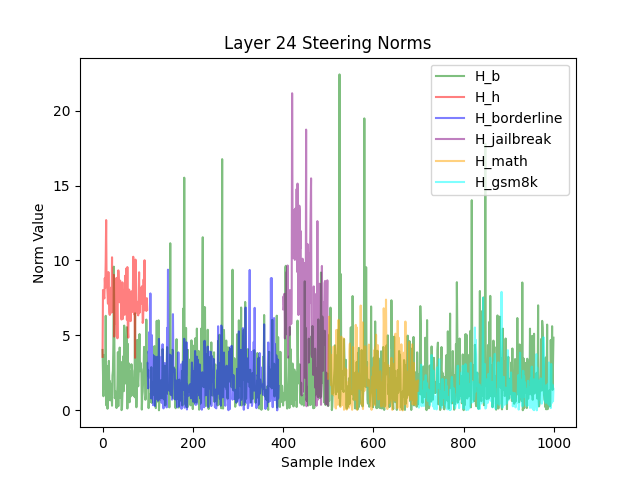 Layer 24 Steering Norms
H_b
H_h
H_borderline
H_jailbreak
H_math
H_gsm8k
Norm Value
20
15
10
5
0
0
200
400
600
800
1000
Sample Index